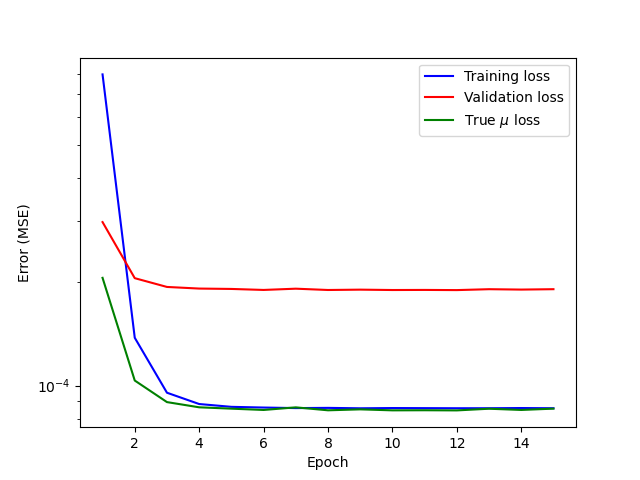 Training loss
Validation loss
True μ loss
Error (MSE)
10⁻⁴
2 4 6 8 10 12 14
Epoch